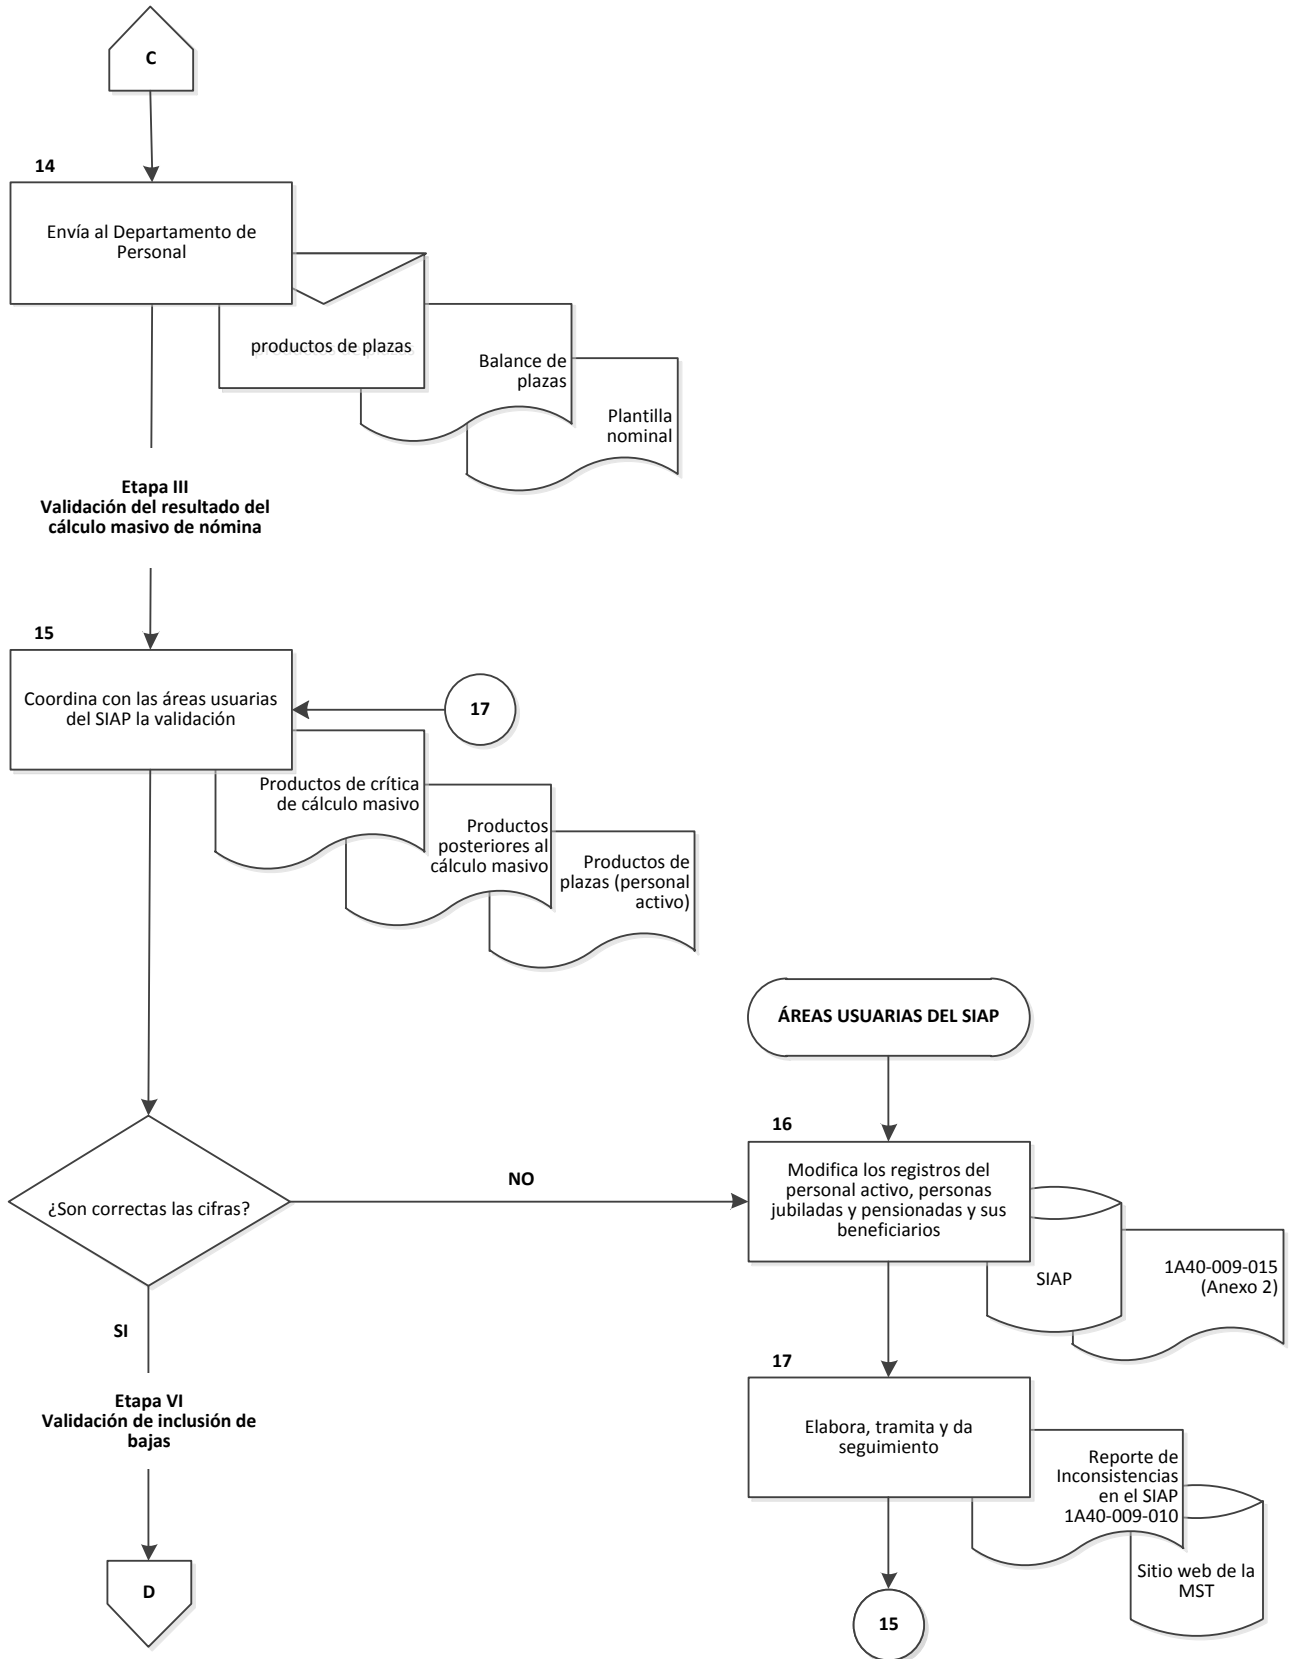 C
14
Envía al Departamento de
Personal
productos de plazas
Balance de
plazas
Plantilla
nominal
Etapa III
Validación del resultado del
cálculo masivo de nómina
15
Coordina con las áreas usuarias
del SIAP la validación
17
Productos de crítica
de cálculo masivo
Productos
posteriores al
cálculo masivo
Productos de
plazas (personal
activo)
ÁREAS USUARIAS DEL SIAP
16
Modifica los registros del
personal activo, personas
jubiladas y pensionadas y sus
beneficiarios
SIAP
1A40-009-015
(Anexo 2)
¿Son correctas las cifras?
NO
SI
17
Elabora, tramita y da
seguimiento
Reporte de
Inconsistencias
en el SIAP
1A40-009-010
Sitio web de la
MST
Etapa VI
Validación de inclusión de
bajas
D
15